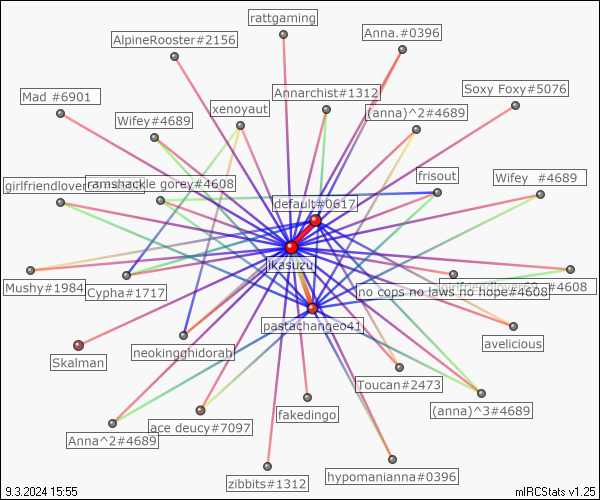 rattgaming
Anna.#0396
AlpineRooster#2156
Soxy Foxy#5076
Annarchist#1312
Mad #6901
xenoyaut
(anna)^2#4689
Wifey#4689
frisout
Wifey #4689
girlfriendlover
ramshackle gorey#4608
default#0617
jkasuzu
Mushy#1984
Cypha#1717
no cops no laws no hope#4608
#4608
pastachangeo41
avelicious
Skalman
neokingghidorah
Toucan#2473
(anna)^3#4689
fakedingo
ace deucy#7097
Anna^2#4689
hypomanianna#0396
zibbits#1312
9.3.2024 15:55
mIRCStats v1.25